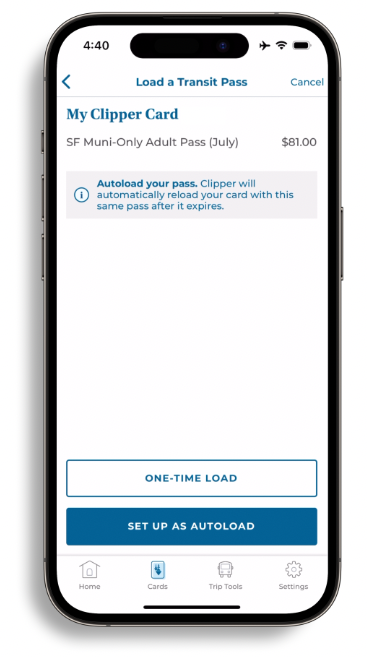 4:40
Load a Transit Pass
Cancel
My Clipper Card
SF Muni-Only Adult Pass (July) $81.00
Autoload your pass. Clipper will
automatically reload your card with this
same pass after it expires.
ONE-TIME LOAD
SET UP AS AUTOLOAD
Home Cards Trip Tools Settings